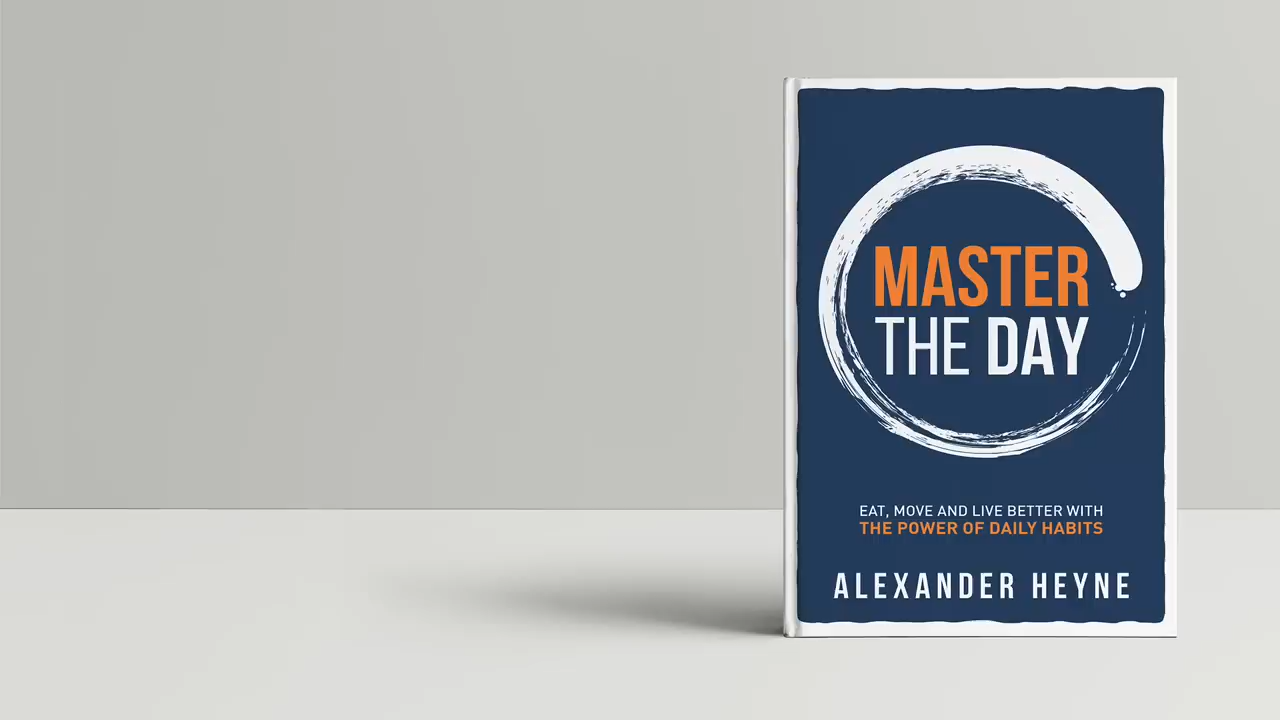 MASTER
THE DAY
EAT, MOVE AND LIVE BETTER WITH
THE POWER OF DAILY HABITS
ALEXANDER HEYNE